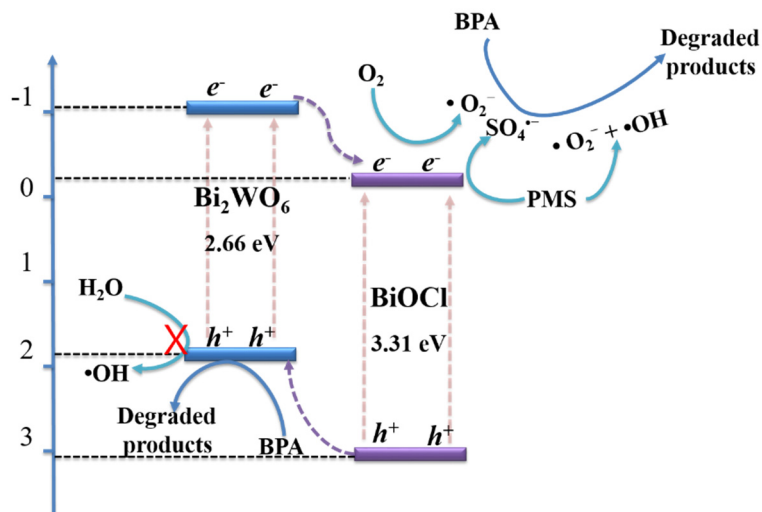 BPA
Degraded
products
O₂
• O₂⁻
SO₄•⁻
• O₂⁻ + •OH
PMS
-1
e⁻ e⁻
e⁻ e⁻
0
Bi₂WO₆
2.66 eV
1
H₂O
X
BiOCl
3.31 eV
h⁺ h⁺
2
•OH
Degraded
products
BPA
h⁺ h⁺
3